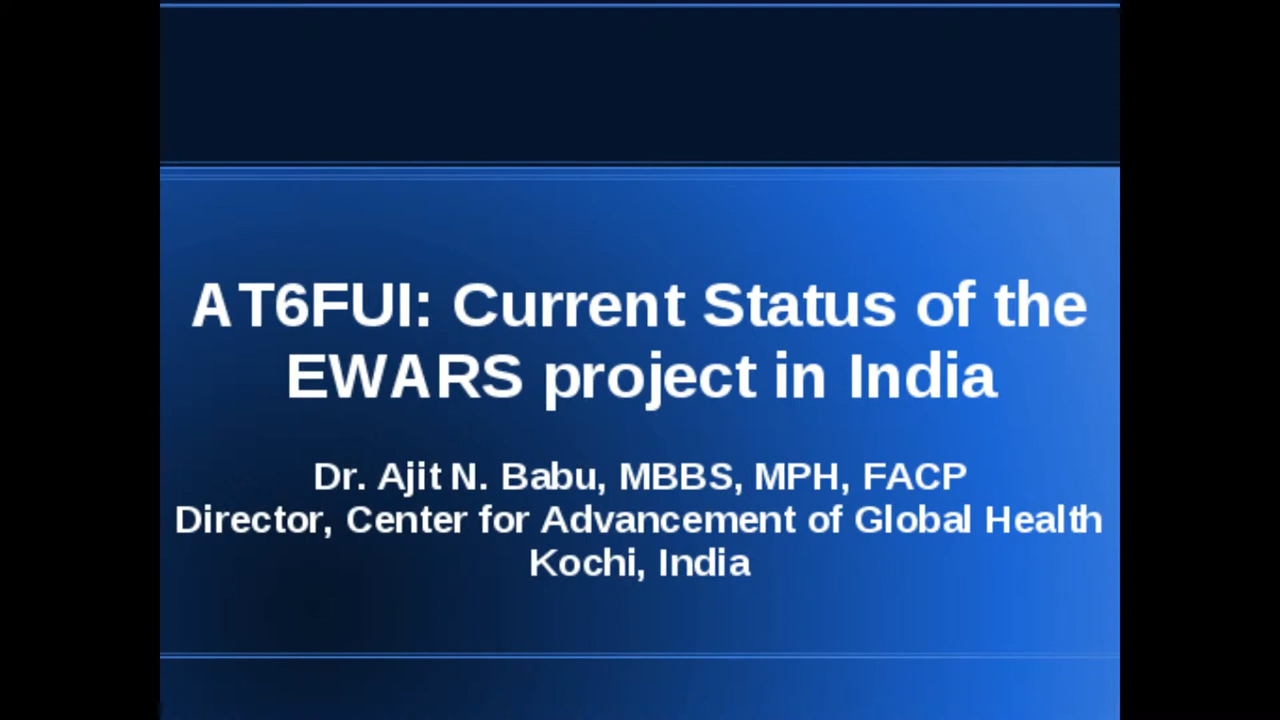 AT6FUI: Current Status of the
EWARS project in India
Dr. Ajit N. Babu, MBBS, MPH, FACP
Director, Center for Advancement of Global Health
Kochi, India